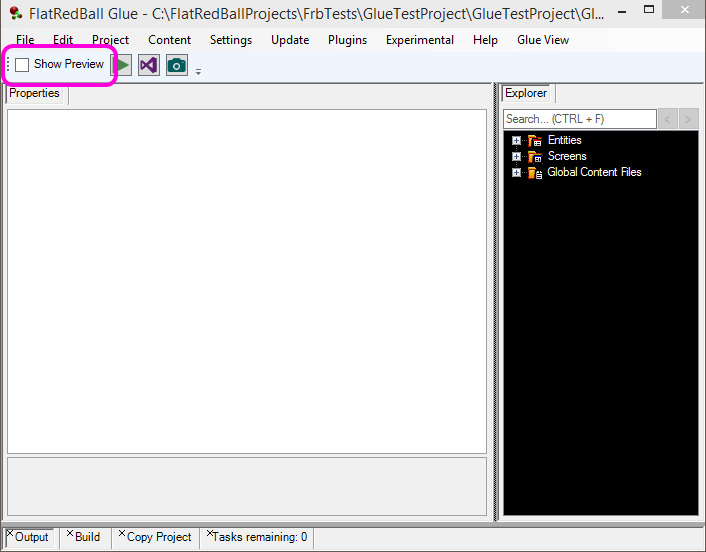 FlatRedBall Glue - C:\FlatRedBallProjects\FrbTests\GlueTestProject\GlueTestProject\Gl...
File Edit Project Content Settings Update Plugins Experimental Help Glue View
Show Preview
Properties
Explorer
Search... (CTRL + F)
< >
Entities
Screens
Global Content Files
Output Build Copy Project Tasks remaining: 0